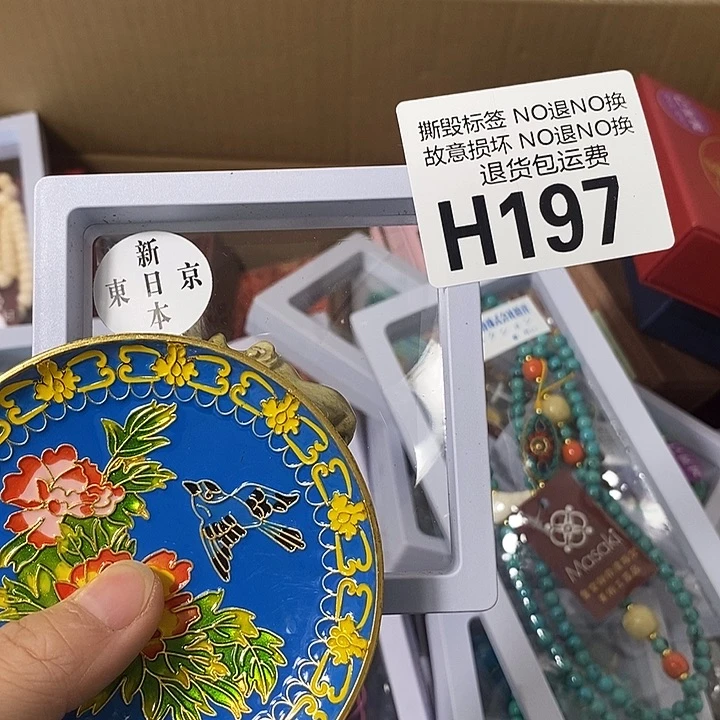 撕毁标签 NO退NO换
故意损坏 NO退NO换
退货包运费
H197
新日本
東京
Masaki